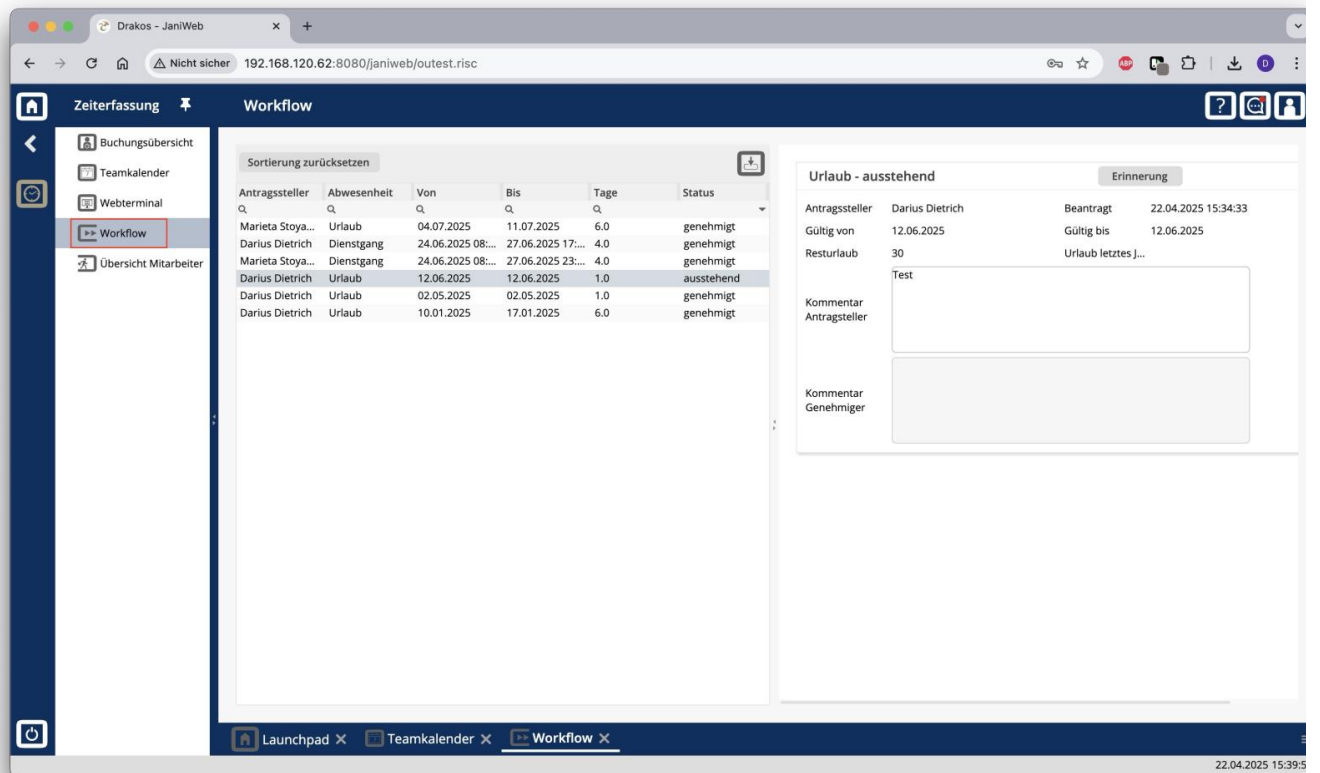 Drakos - JaniWeb
Nicht sicher 192.168.120.62:8080/janiweb/outest.risc
ABP
D
Zeiterfassung
Workflow
?
Buchungsübersicht
Teamkalender
Webterminal
Workflow
Übersicht Mitarbeiter
Sortierung zurücksetzen
Antragssteller Abwesenheit Von Bis Tage Status
Marieta Stoya... Urlaub 04.07.2025 11.07.2025 6.0 genehmigt
Darius Dietrich Dienstgang 24.06.2025 08:... 27.06.2025 17:... 4.0 genehmigt
Marieta Stoya... Dienstgang 24.06.2025 08:... 27.06.2025 23:... 4.0 genehmigt
Darius Dietrich Urlaub 12.06.2025 12.06.2025 1.0 ausstehend
Darius Dietrich Urlaub 02.05.2025 02.05.2025 1.0 genehmigt
Darius Dietrich Urlaub 10.01.2025 17.01.2025 6.0 genehmigt
Urlaub - ausstehend Erinnerung
Antragssteller Darius Dietrich Beantragt 22.04.2025 15:34:33
Gültig von 12.06.2025 Gültig bis 12.06.2025
Resturlaub 30 Urlaub letztes J...
Test
Kommentar
Antragsteller
Kommentar
Genehmiger
Launchpad Teamkalender Workflow
22.04.2025 15:39:5